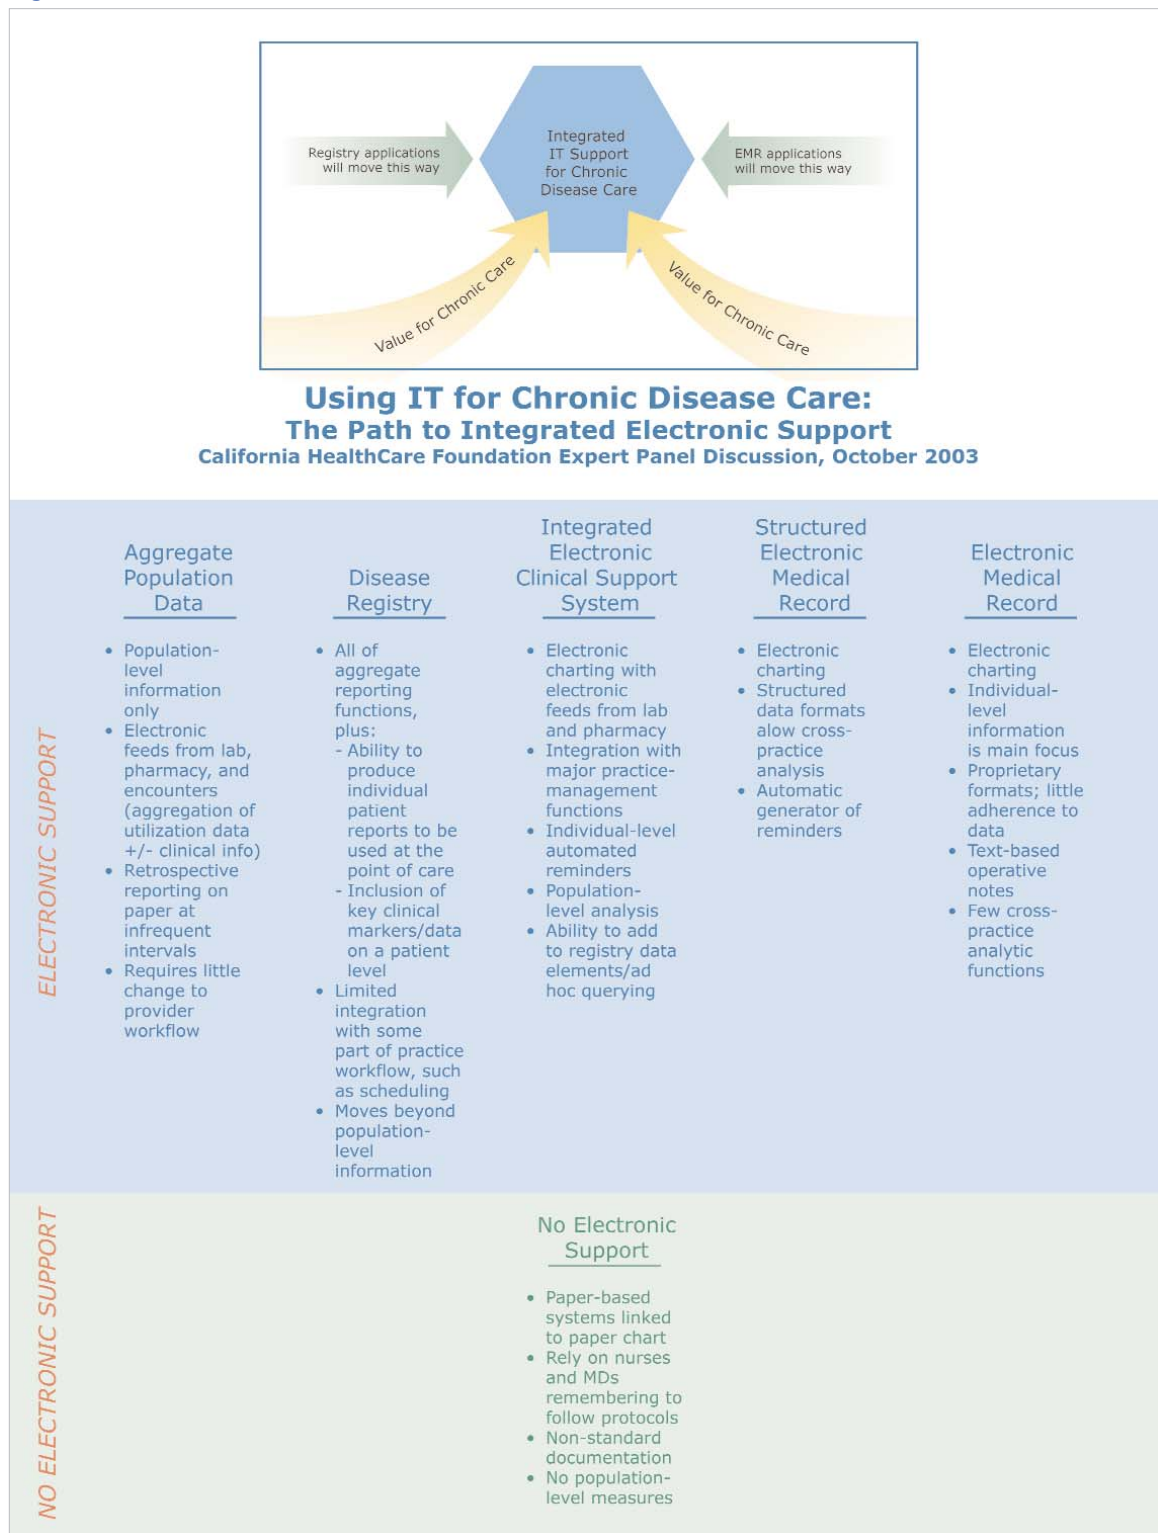 Integrated
IT Support
for Chronic
Disease Care
Registry applications
will move this way
EMR applications
will move this way
Value for Chronic Care
Value for Chronic Care
Using IT for Chronic Disease Care:
The Path to Integrated Electronic Support
California HealthCare Foundation Expert Panel Discussion, October 2003
ELECTRONIC SUPPORT
Aggregate
Population
Data
• Population-
level
information
only
• Electronic
feeds from lab,
pharmacy, and
encounters
(aggregation of
utilization data
+/- clinical info)
• Retrospective
reporting on
paper at
infrequent
intervals
• Requires little
change to
provider
workflow
Disease
Registry
• All of
aggregate
reporting
functions,
plus:
- Ability to
produce
individual
patient
reports to be
used at the
point of care
- Inclusion of
key clinical
markers/data
on a patient
level
• Limited
integration
with some
part of practice
workflow, such
as scheduling
• Moves beyond
population-
level
information
Integrated
Electronic
Clinical Support
System
• Electronic
charting with
electronic
feeds from lab
and pharmacy
• Integration with
major practice-
management
functions
• Individual-level
automated
reminders
• Population-
level analysis
• Ability to add
to registry data
elements/ad
hoc querying
Structured
Electronic
Medical
Record
• Electronic
charting
• Structured
data formats
alow cross-
practice
analysis
• Automatic
generator of
reminders
Electronic
Medical
Record
• Electronic
charting
• Individual-
level
information
is main focus
• Proprietary
formats; little
adherence to
data
• Text-based
operative
notes
• Few cross-
practice
analytic
functions
NO ELECTRONIC SUPPORT
No Electronic
Support
• Paper-based
systems linked
to paper chart
• Rely on nurses
and MDs
remembering to
follow protocols
• Non-standard
documentation
• No population-
level measures